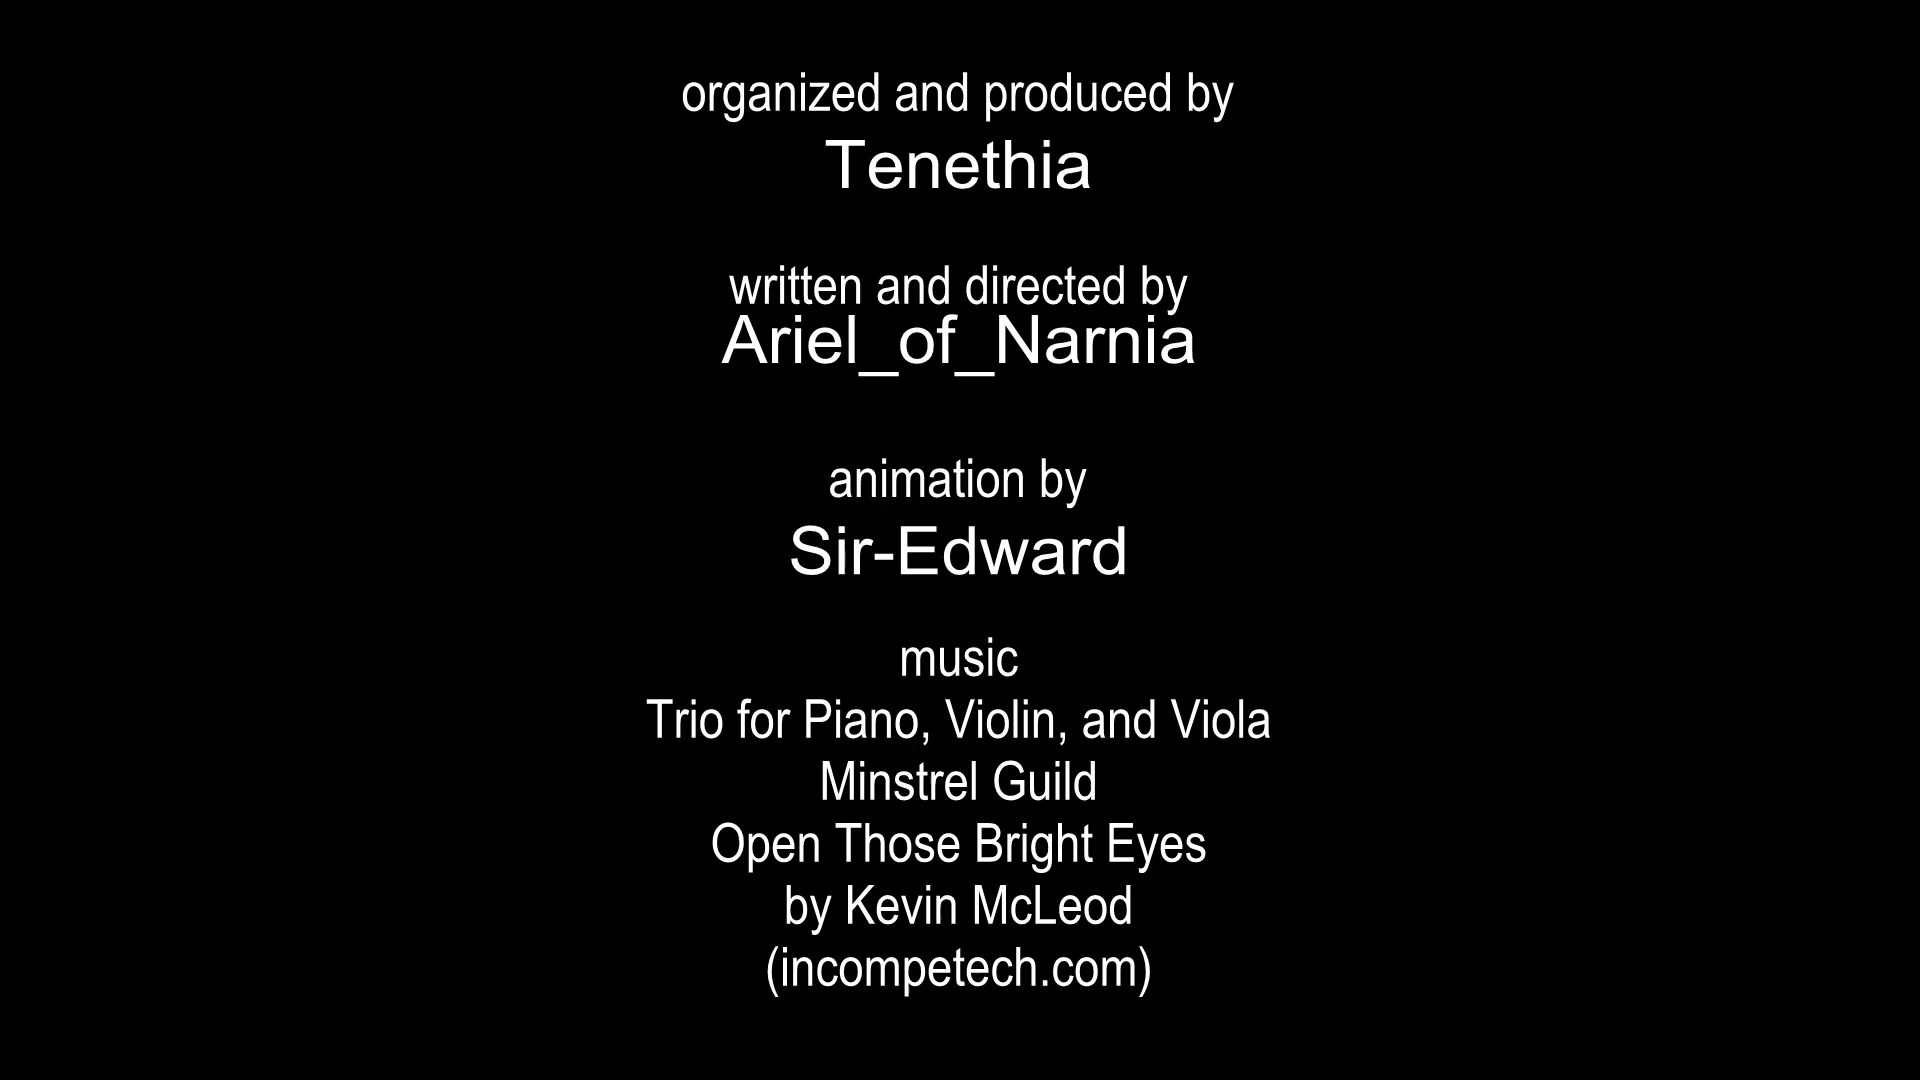 organized and produced by
Tenethia
written and directed by
Ariel_of_Narnia
animation by
Sir-Edward
music
Trio for Piano, Violin, and Viola
Minstrel Guild
Open Those Bright Eyes
by Kevin McLeod
(incompetech.com)